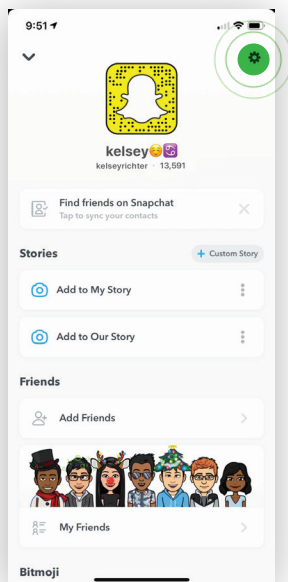 9:51
kelsey☺️♋
kelseyrichter · 13,591
Find friends on Snapchat
Tap to sync your contacts
Stories
+ Custom Story
Add to My Story
Add to Our Story
Friends
Add Friends
My Friends
Bitmoji